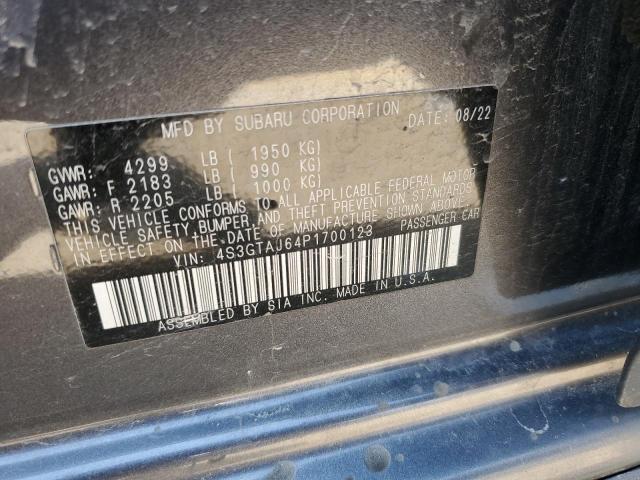 MFD BY SUBARU CORPORATION DATE: 08/22
GVWR: 4299 LB ( 1950 KG)
GAWR: F 2183 LB ( 990 KG)
GAWR: R 2205 LB ( 1000 KG)
THIS VEHICLE CONFORMS TO ALL APPLICABLE FEDERAL MOTOR
VEHICLE SAFETY, BUMPER, AND THEFT PREVENTION STANDARDS
IN EFFECT ON THE DATE OF MANUFACTURE SHOWN ABOVE.
VIN: 4S3GTAJ64P1700123 PASSENGER CAR
ASSEMBLED BY SIA INC. MADE IN U.S.A.